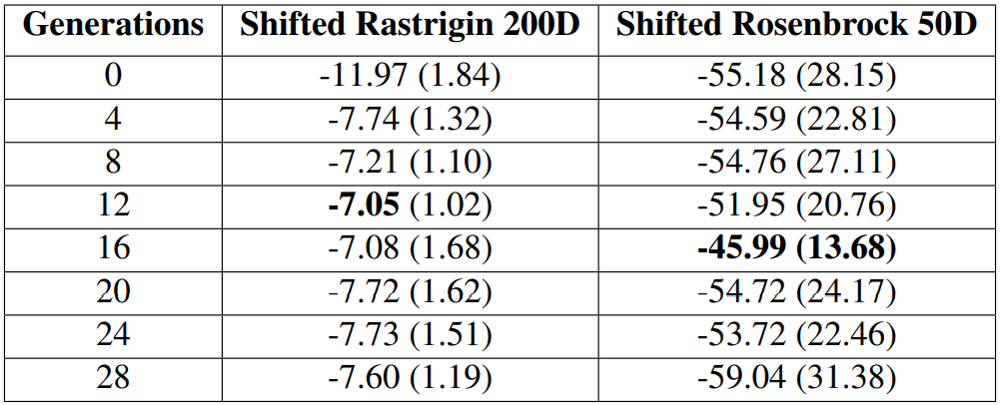 Generations Shifted Rastrigin 200D Shifted Rosenbrock 50D
0 -11.97 (1.84) -55.18 (28.15)
4 -7.74 (1.32) -54.59 (22.81)
8 -7.21 (1.10) -54.76 (27.11)
12 -7.05 (1.02) -51.95 (20.76)
16 -7.08 (1.68) -45.99 (13.68)
20 -7.72 (1.62) -54.72 (24.17)
24 -7.73 (1.51) -53.72 (22.46)
28 -7.60 (1.19) -59.04 (31.38)